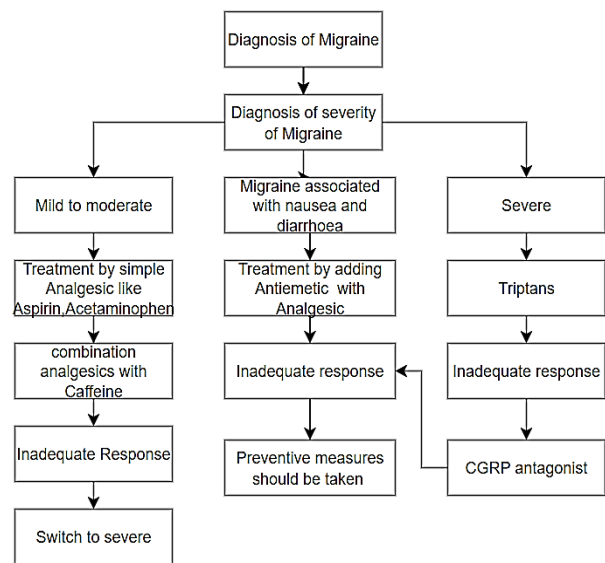 Diagnosis of Migraine
Diagnosis of severity
of Migraine
Mild to moderate
Migraine associated
with nausea and
diarrhoea
Severe
Treatment by simple
Analgesic like
Aspirin,Acetaminophen
Treatment by adding
Antiemetic with
Analgesic
Triptans
combination
analgesics with
Caffeine
Inadequate response
Inadequate response
Inadequate Response
Preventive measures
should be taken
CGRP antagonist
Switch to severe